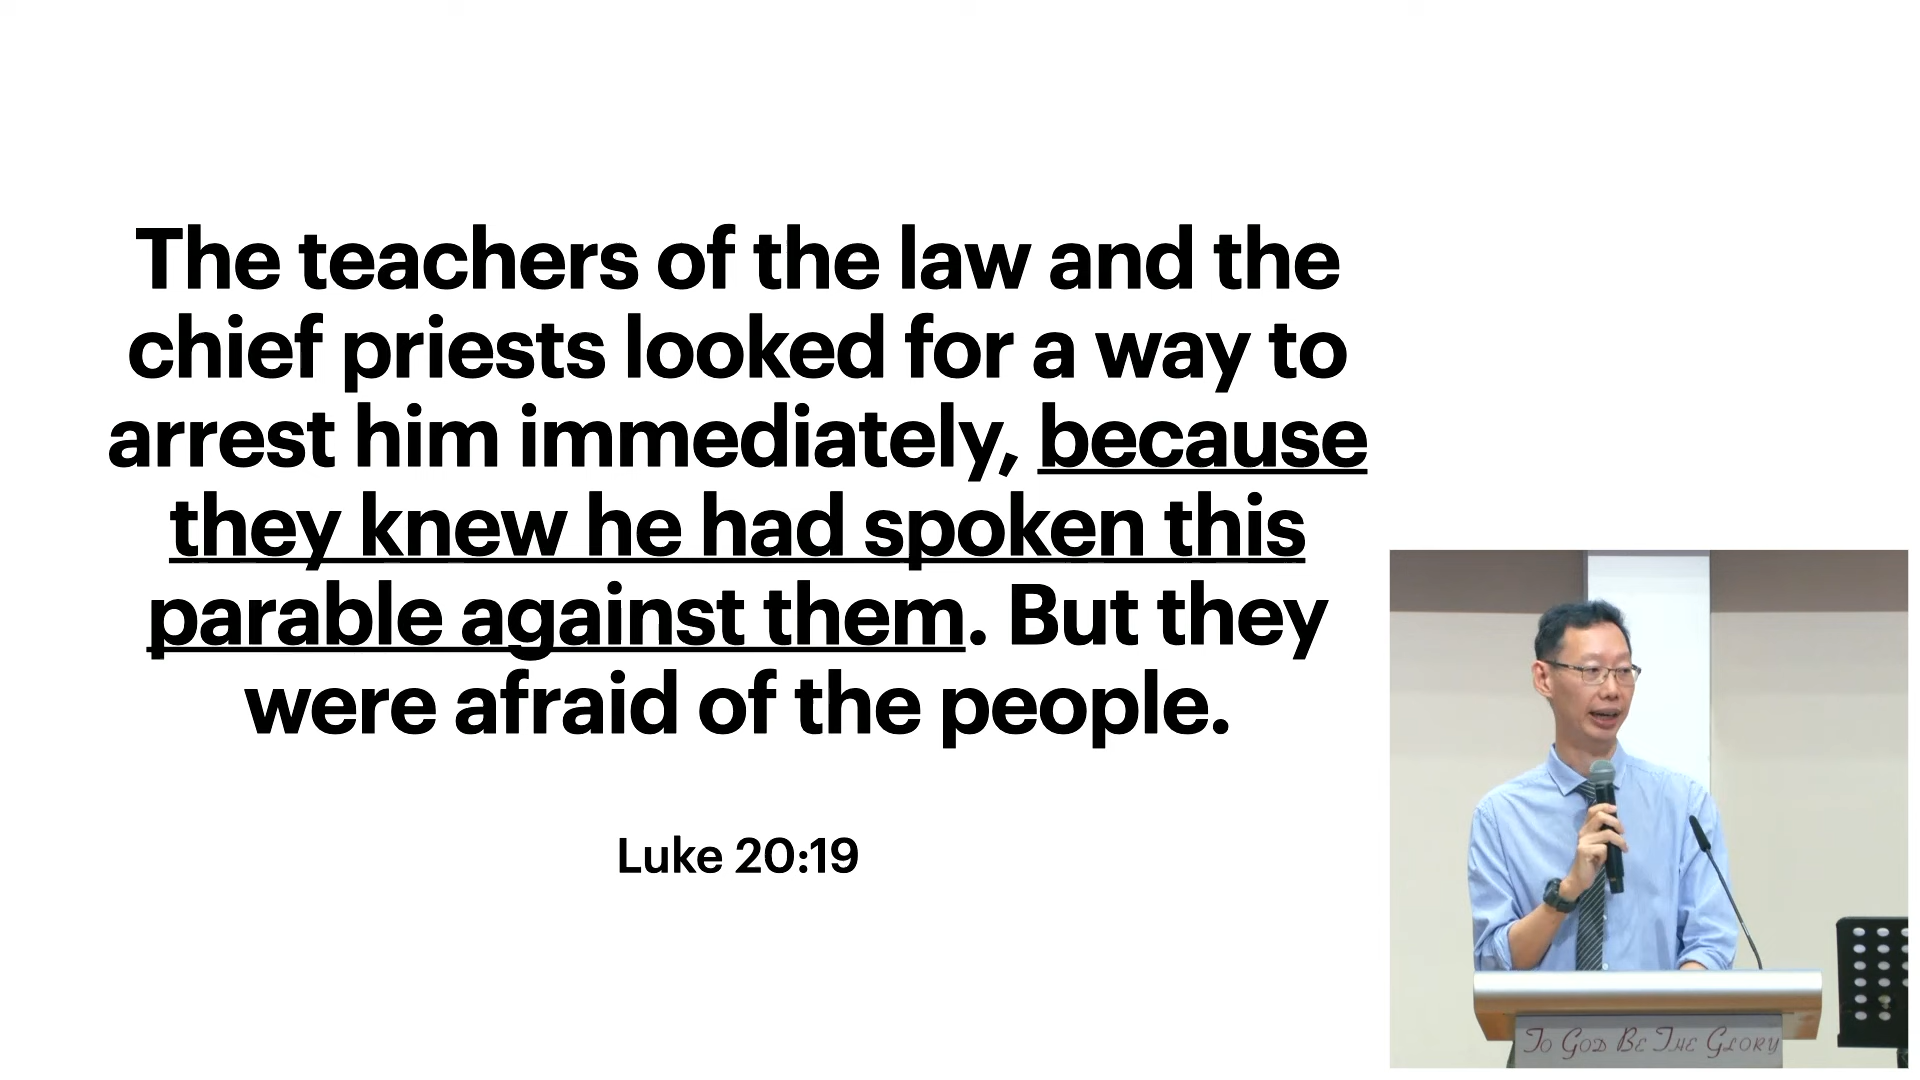 The teachers of the law and the
chief priests looked for a way to
arrest him immediately, because
they knew he had spoken this
parable against them. But they
were afraid of the people.
Luke 20:19
To God Be The Glory